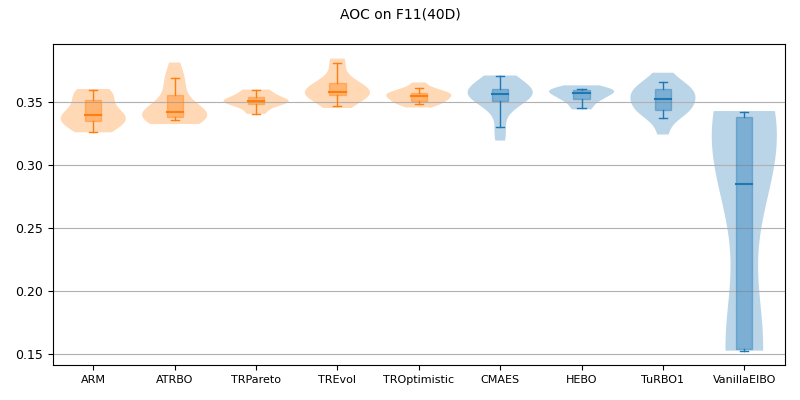 AOC on F11(40D)
0.35
0.30
0.25
0.20
0.15
ARM ATRBO TRPareto TREvol TROptimistic CMAES HEBO TuRBO1 VanillaEIBO